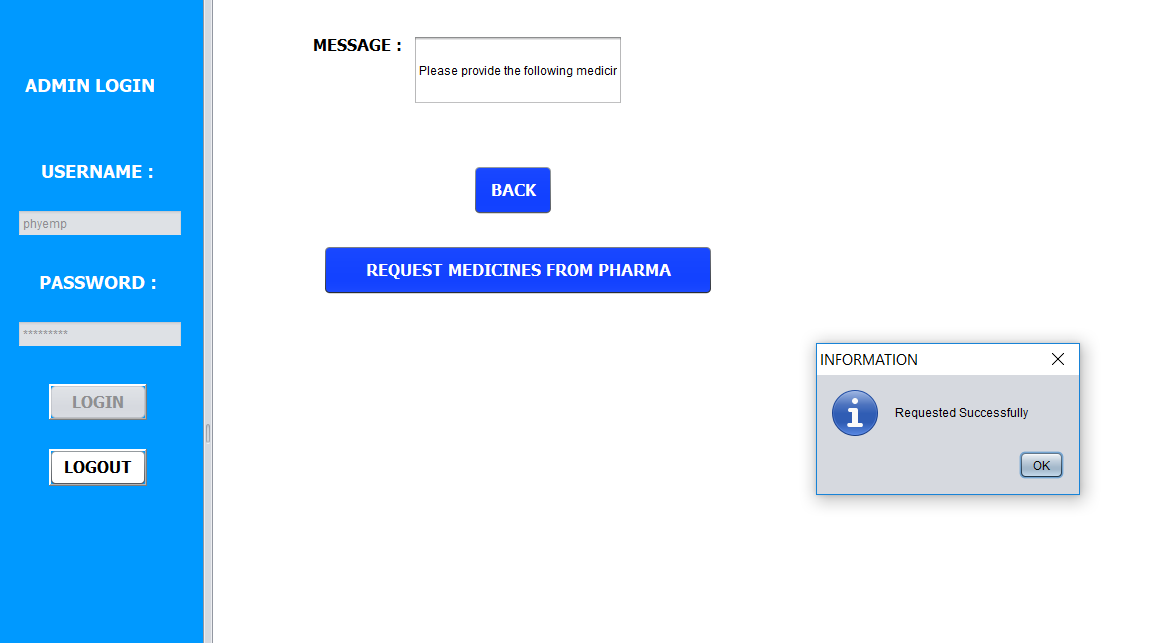 ADMIN LOGIN
USERNAME :
phyemp
PASSWORD :
*********
LOGIN
LOGOUT
MESSAGE :
Please provide the following medicir
BACK
REQUEST MEDICINES FROM PHARMA
INFORMATION
Requested Successfully
OK